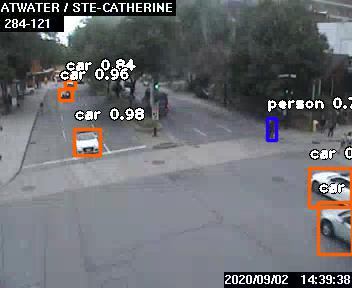 ATWATER / STE-CATHERINE
284-121
car 0.84
car 0.96
person 0.7
car 0.98
car 0
car
2020/09/02 14:39:38